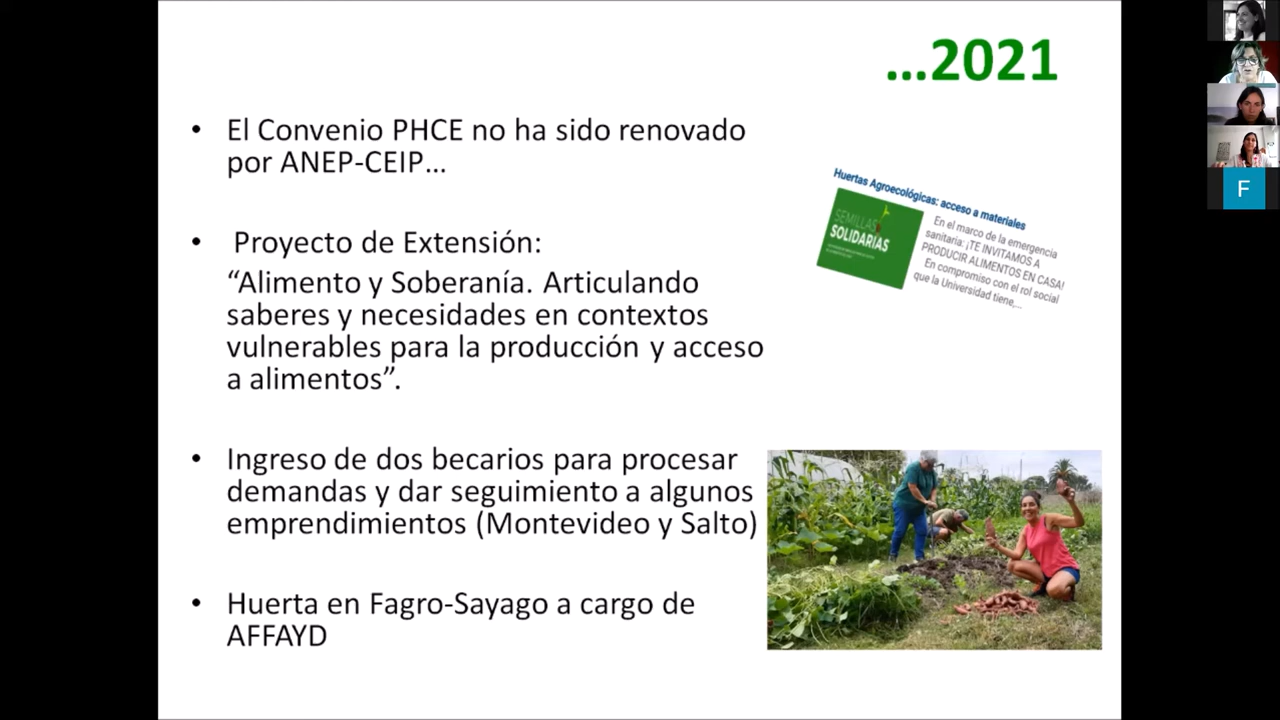 ...2021
• El Convenio PHCE no ha sido renovado
por ANEP-CEIP...
• Proyecto de Extensión:
“Alimento y Soberanía. Articulando
saberes y necesidades en contextos
vulnerables para la producción y acceso
a alimentos”.
• Ingreso de dos becarios para procesar
demandas y dar seguimiento a algunos
emprendimientos (Montevideo y Salto)
• Huerta en Fagro-Sayago a cargo de
AFFAYD
Huertas Agroecológicas: acceso a materiales
SEMILLAS
SOLIDARIAS
En el marco de la emergencia
sanitaria: ¡TE INVITAMOS A
PRODUCIR ALIMENTOS EN CASA!
En compromiso con el rol social
que la Universidad tiene,...
F